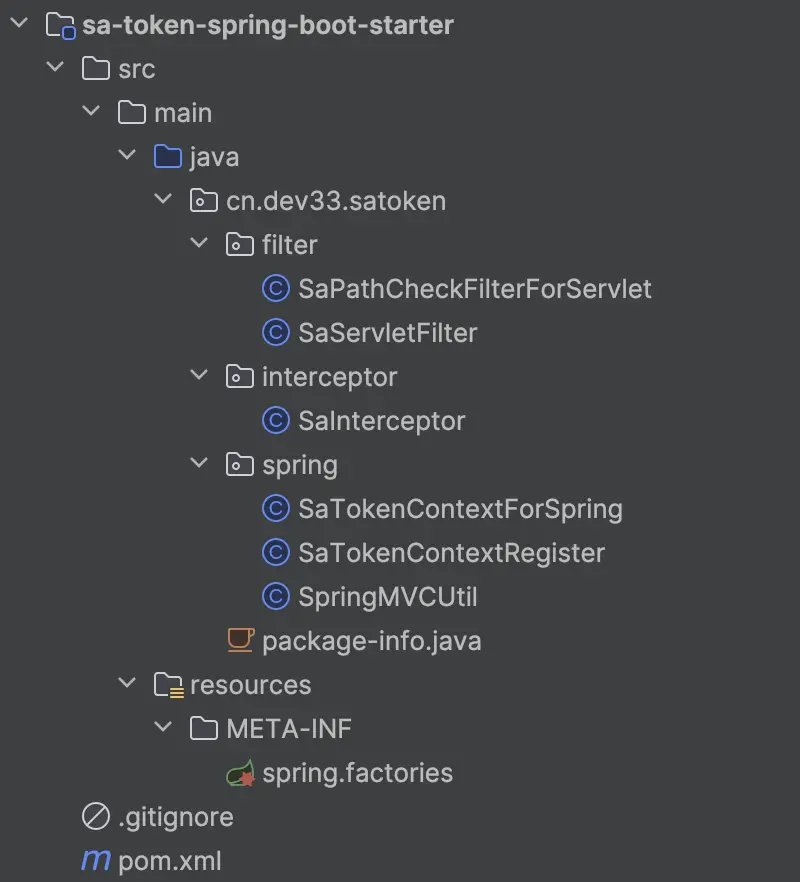 sa-token-spring-boot-starter
src
main
java
cn.dev33.satoken
filter
SaPathCheckFilterForServlet
SaServletFilter
interceptor
SaInterceptor
spring
SaTokenContextForSpring
SaTokenContextRegister
SpringMVCUtil
package-info.java
resources
META-INF
spring.factories
.gitignore
pom.xml